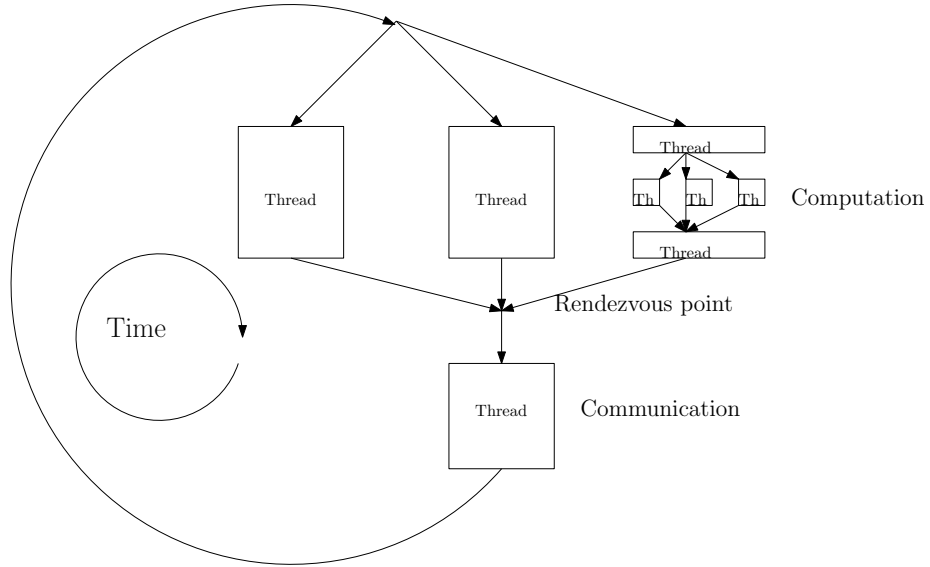 Thread
Thread Thread
Th Th Th Computation
Thread
Rendezvous point
Time
Thread Communication